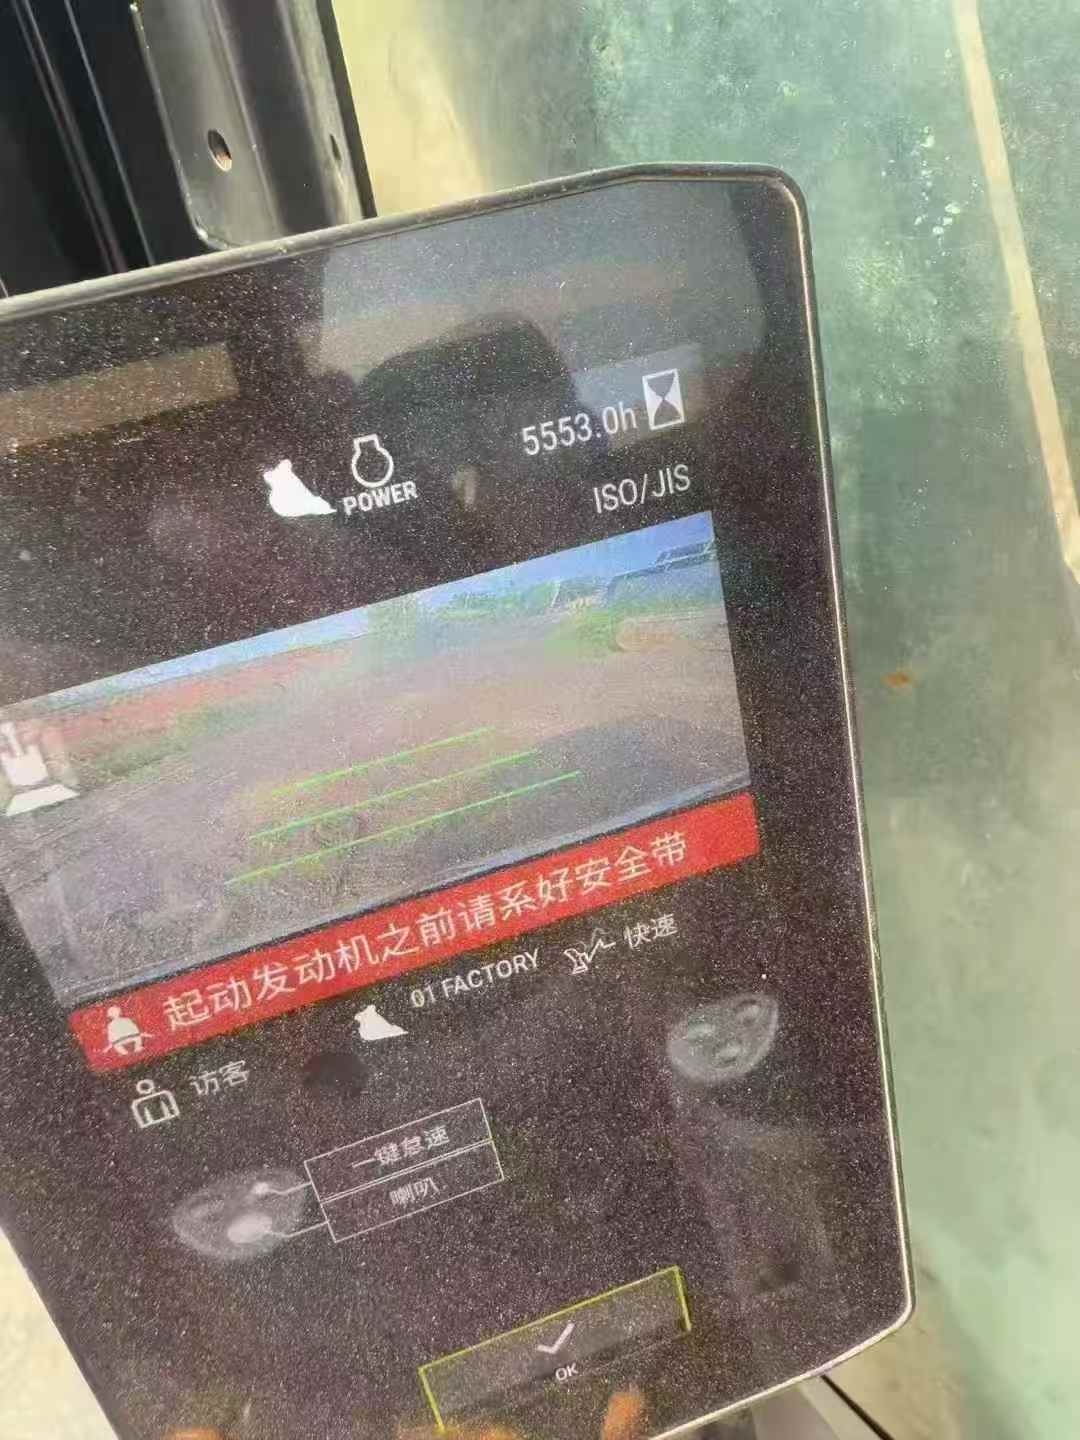 5553.0h
POWER
ISO/JIS
起动发动机之前请系好安全带
01 FACTORY
快速
访客
一键怠速
喇叭
OK